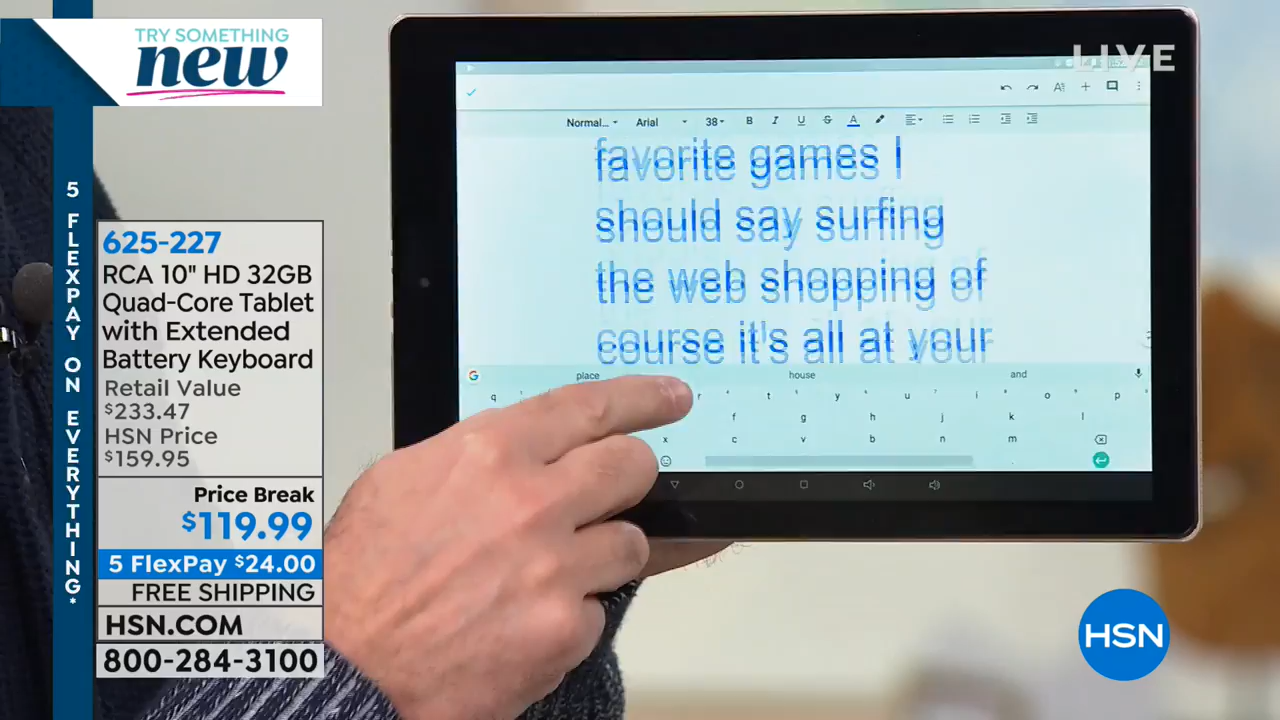 TRY SOMETHING
new
5 FLEXPAY ON EVERYTHING*
625-227
RCA 10" HD 32GB
Quad-Core Tablet
with Extended
Battery Keyboard
Retail Value
$233.47
HSN Price
$159.95
Price Break
$119.99
5 FlexPay $24.00
FREE SHIPPING
HSN.COM
800-284-3100
LIVE
Normal... Arial 38 B I U S A
favorite games I
should say surfing
the web shopping of
course it's all at your
place house and
q r t y u i o p
f g h j k l
x c v b n m
HSN